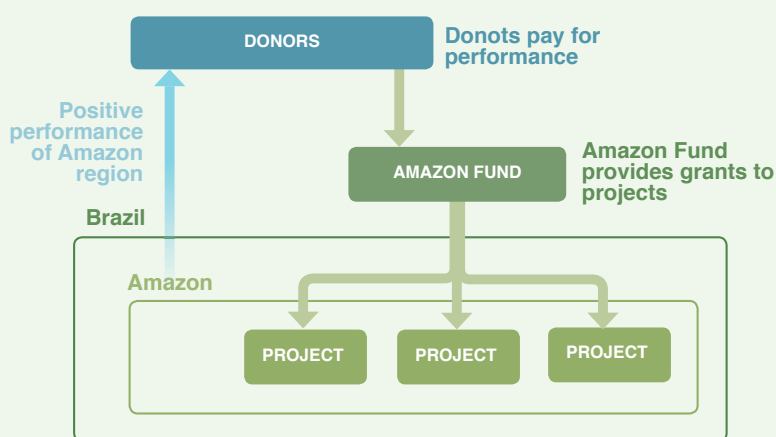 DONORS
Donots pay for
performance
Positive
performance
of Amazon
region
AMAZON FUND
Amazon Fund
provides grants to
projects
Brazil
Amazon
PROJECT
PROJECT
PROJECT